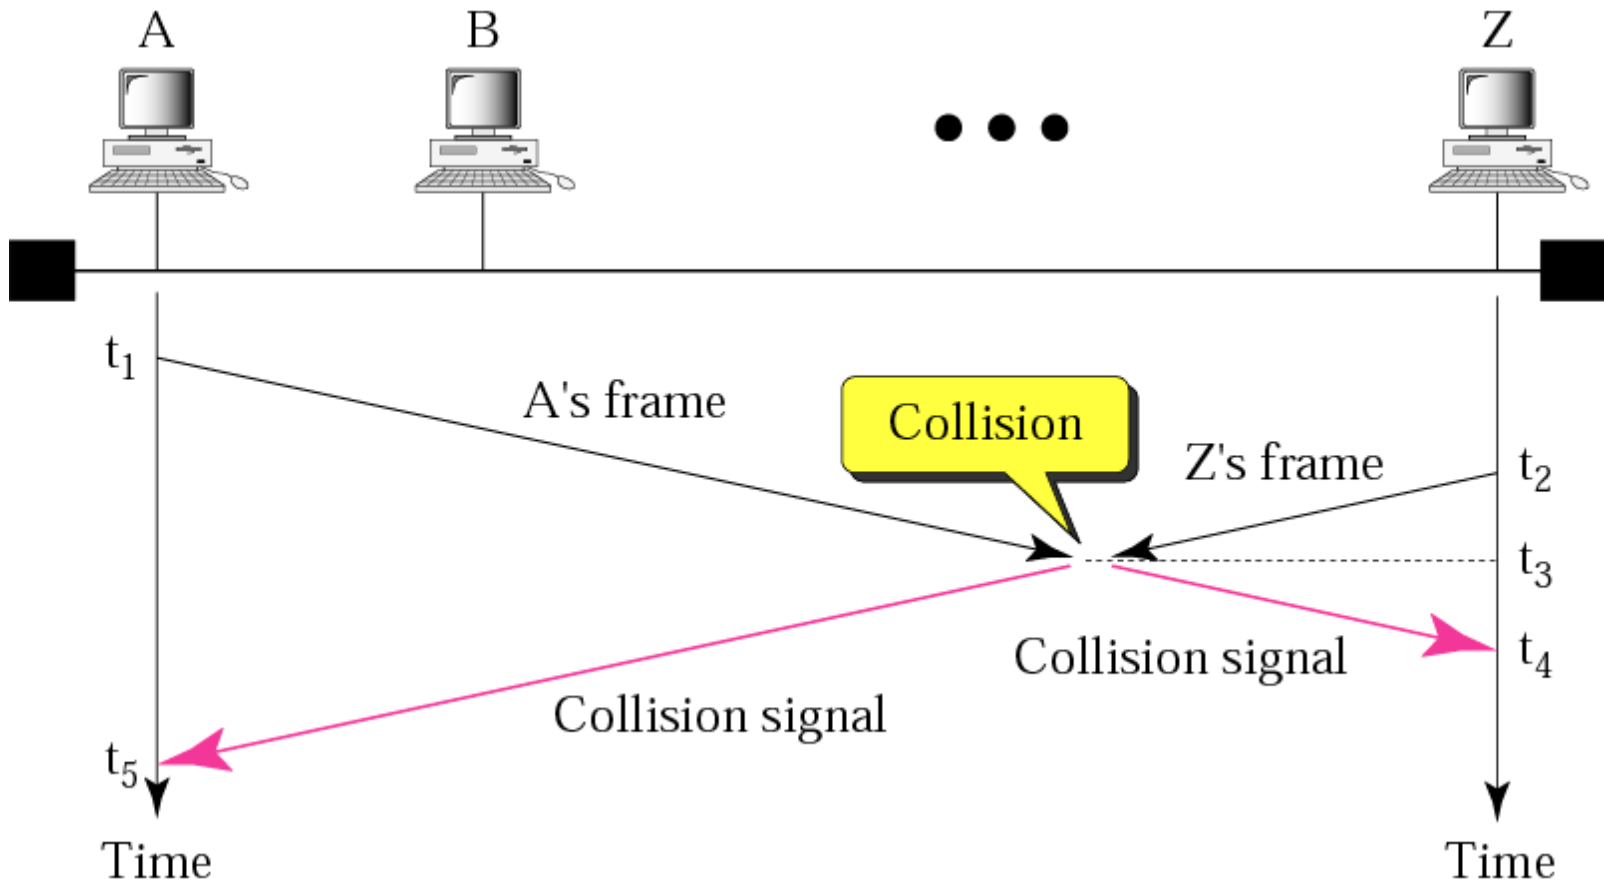 A B Z
t₁
A's frame
Collision
Z's frame
t₂
t₃
Collision signal
t₄
Collision signal
t₅
Time Time